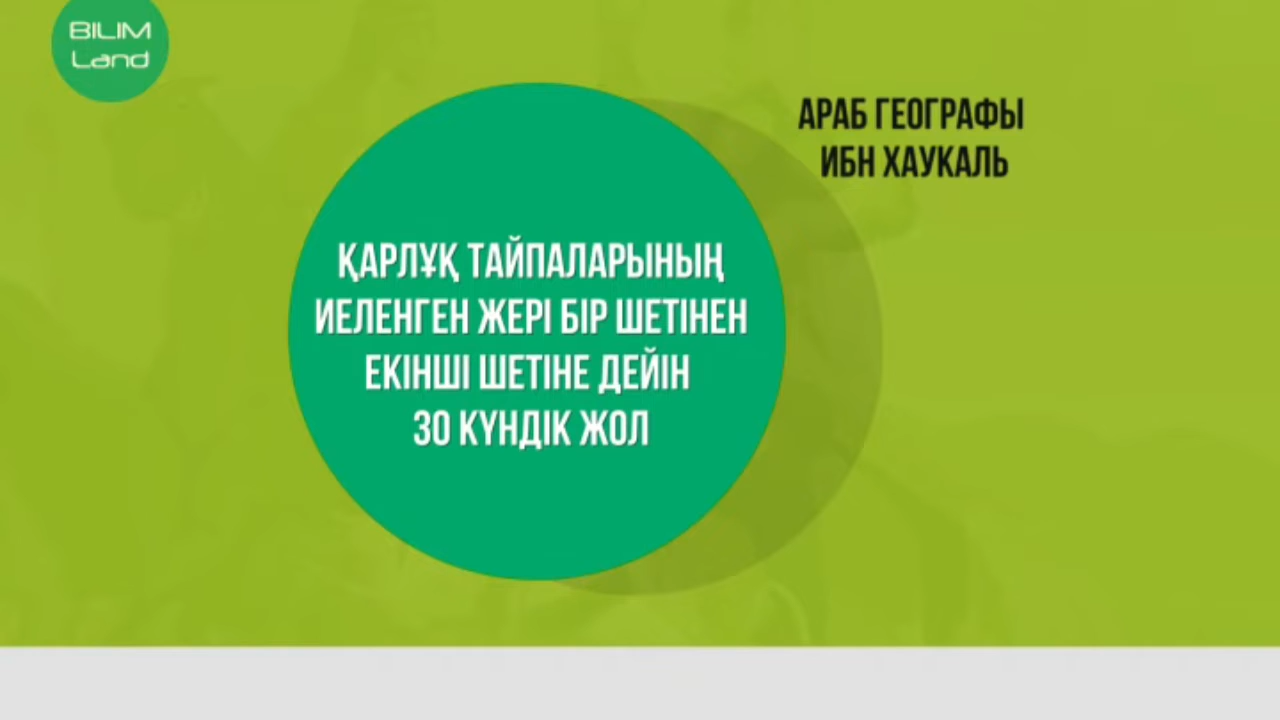 BILIM
Land
АРАБ ГЕОГРАФЫ
ИБН ХАУКАЛЬ
ҚАРЛҰҚ ТАЙПАЛАРЫНЫҢ
ИЕЛЕНГЕН ЖЕРІ БІР ШЕТІНЕН
ЕКІНШІ ШЕТІНЕ ДЕЙІН
30 КҮНДІК ЖОЛ